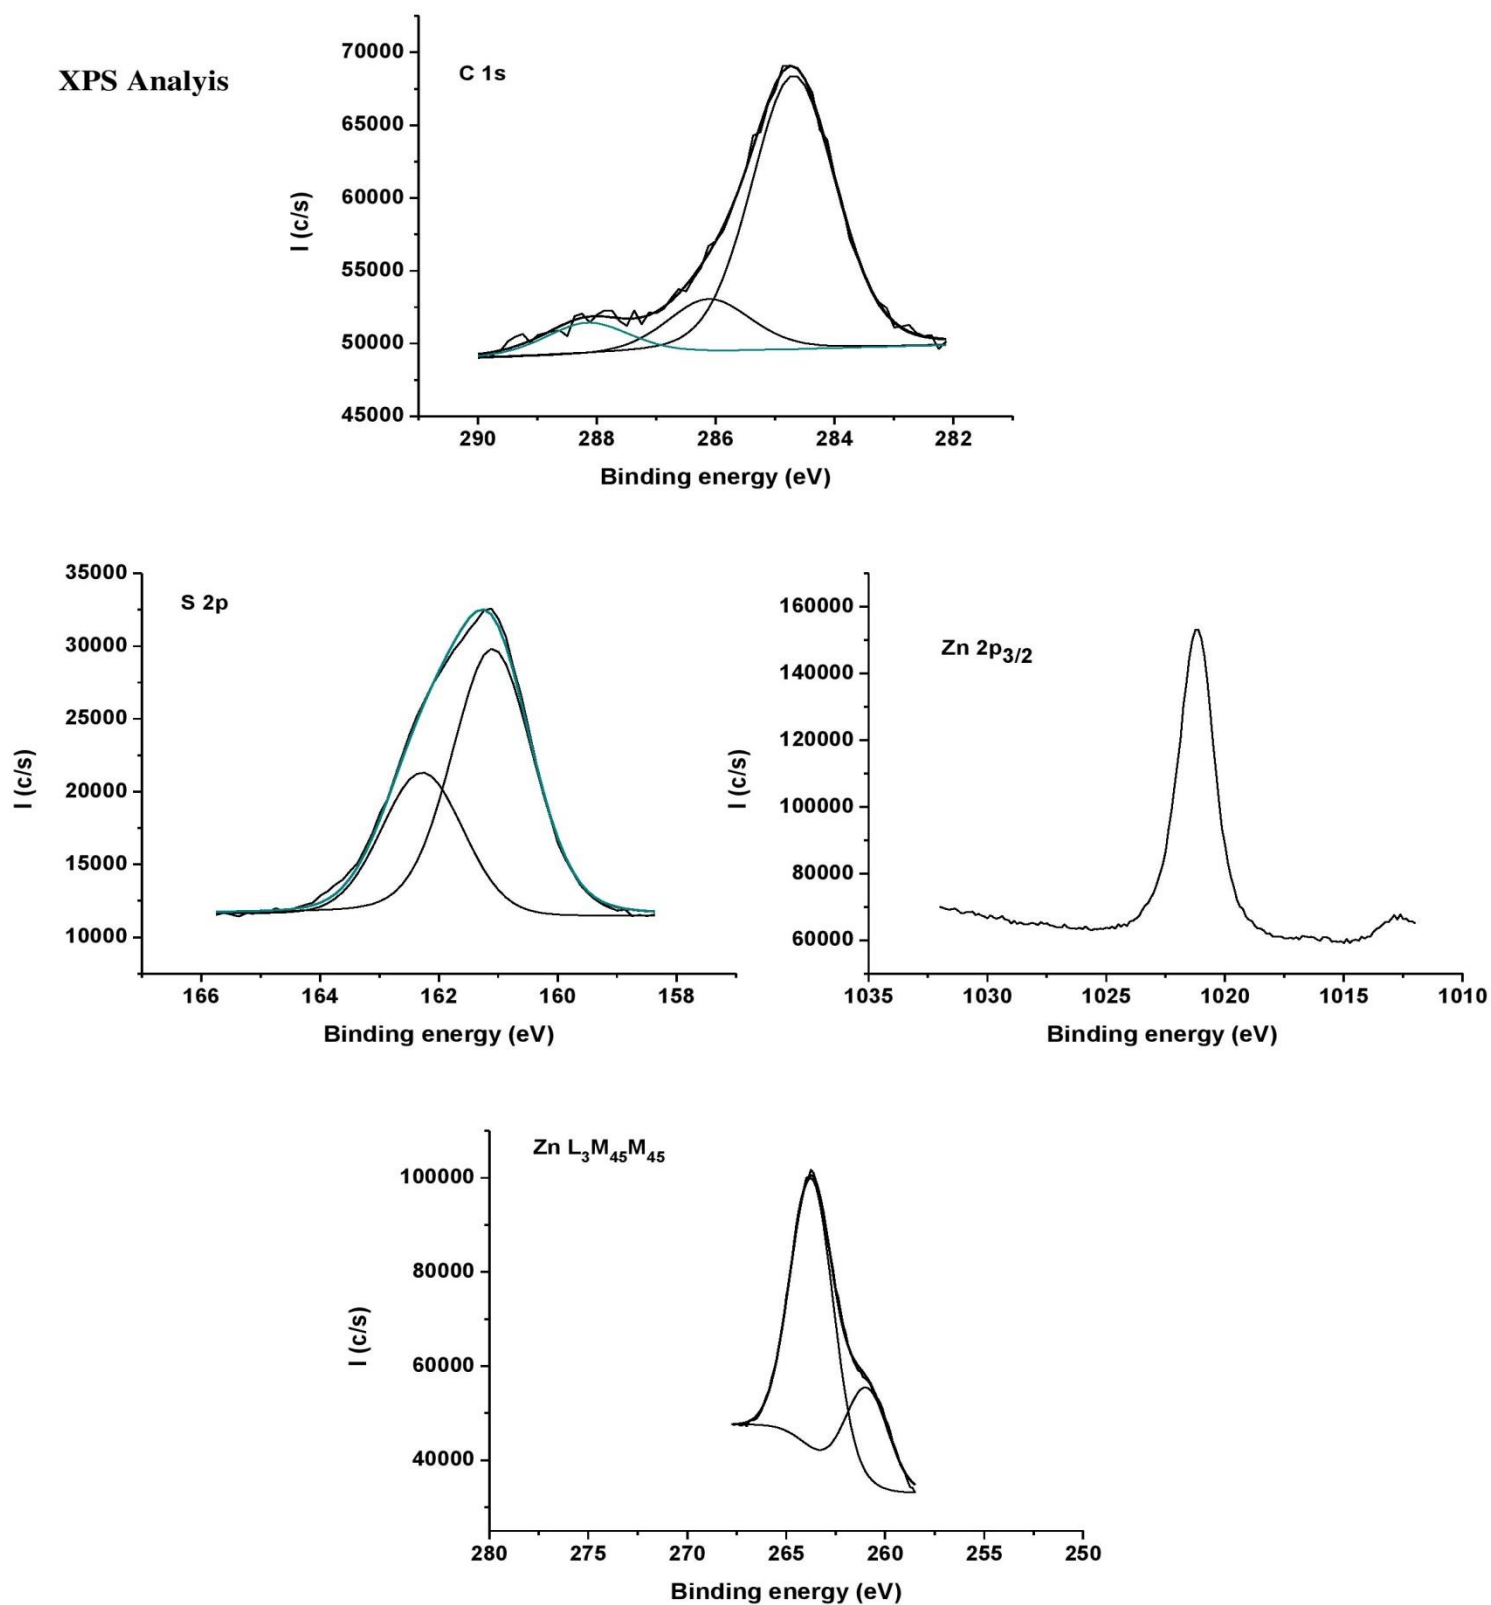 XPS Analyis
C 1s
70000
65000
60000
55000
50000
45000
I (c/s)
290 288 286 284 282
Binding energy (eV)
S 2p
35000
30000
25000
20000
15000
10000
I (c/s)
166 164 162 160 158
Binding energy (eV)
Zn 2p3/2
160000
140000
120000
100000
80000
60000
I (c/s)
1035 1030 1025 1020 1015 1010
Binding energy (eV)
Zn L3M45M45
100000
80000
60000
40000
I (c/s)
280 275 270 265 260 255 250
Binding energy (eV)